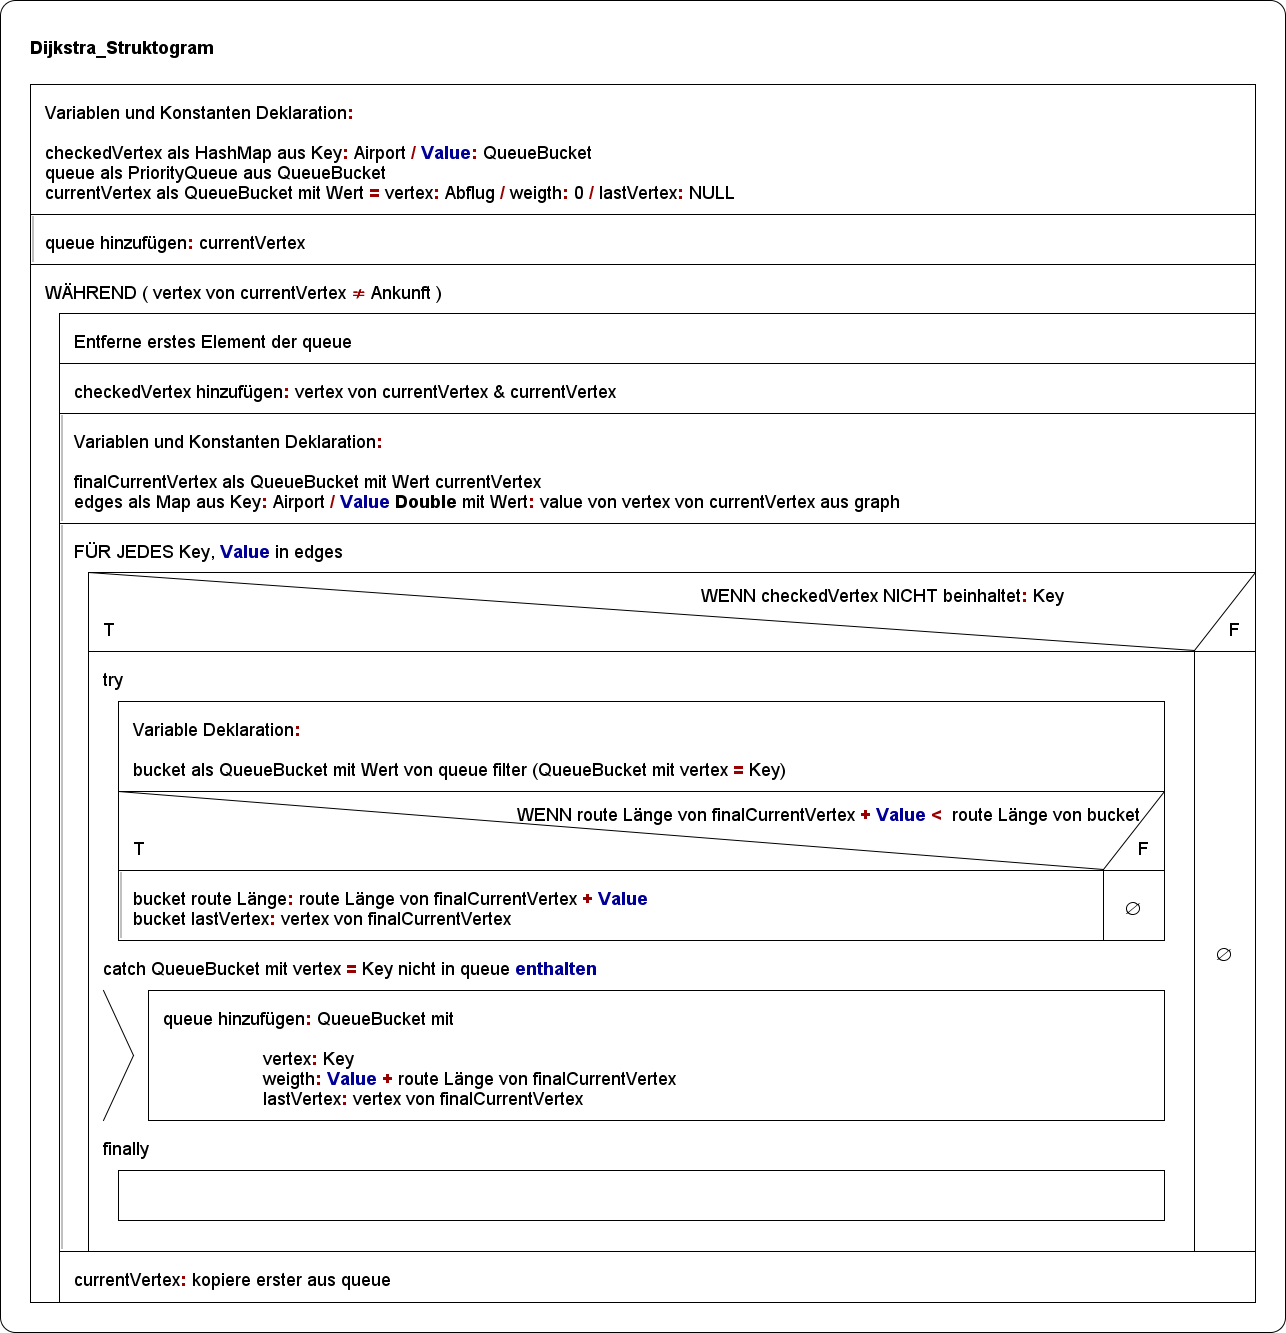 Dijkstra_Struktogram
Variablen und Konstanten Deklaration:
checkedVertex als HashMap aus Key: Airport / Value: QueueBucket
queue als PriorityQueue aus QueueBucket
currentVertex als QueueBucket mit Wert = vertex: Abflug / weigth: 0 / lastVertex: NULL
queue hinzufügen: currentVertex
WÄHREND ( vertex von currentVertex ≠ Ankunft )
Entferne erstes Element der queue
checkedVertex hinzufügen: vertex von currentVertex & currentVertex
Variablen und Konstanten Deklaration:
finalCurrentVertex als QueueBucket mit Wert currentVertex
edges als Map aus Key: Airport / Value Double mit Wert: value von vertex von currentVertex aus graph
FÜR JEDES Key, Value in edges
WENN checkedVertex NICHT beinhaltet: Key
T
F
try
Variable Deklaration:
bucket als QueueBucket mit Wert von queue filter (QueueBucket mit vertex = Key)
WENN route Länge von finalCurrentVertex + Value < route Länge von bucket
T
F
bucket route Länge: route Länge von finalCurrentVertex + Value
bucket lastVertex: vertex von finalCurrentVertex
∅
catch QueueBucket mit vertex = Key nicht in queue enthalten
∅
queue hinzufügen: QueueBucket mit
vertex: Key
weigth: Value + route Länge von finalCurrentVertex
lastVertex: vertex von finalCurrentVertex
finally
currentVertex: kopiere erster aus queue